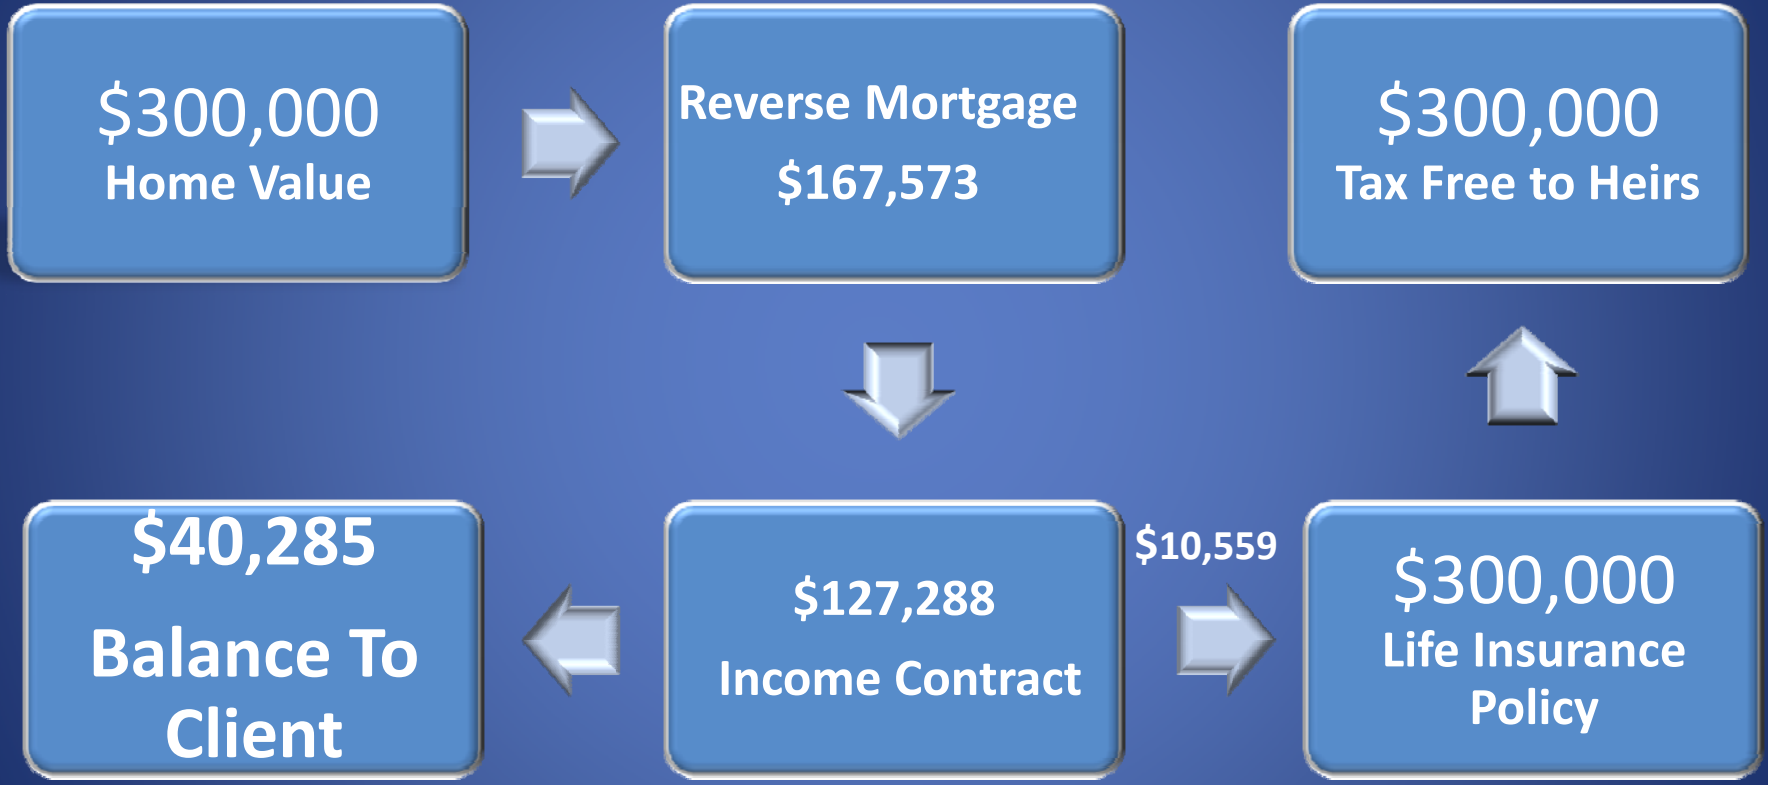 $300,000
Home Value
Reverse Mortgage
$167,573
$300,000
Tax Free to Heirs
$40,285
Balance To
Client
$127,288
Income Contract
$10,559
$300,000
Life Insurance
Policy